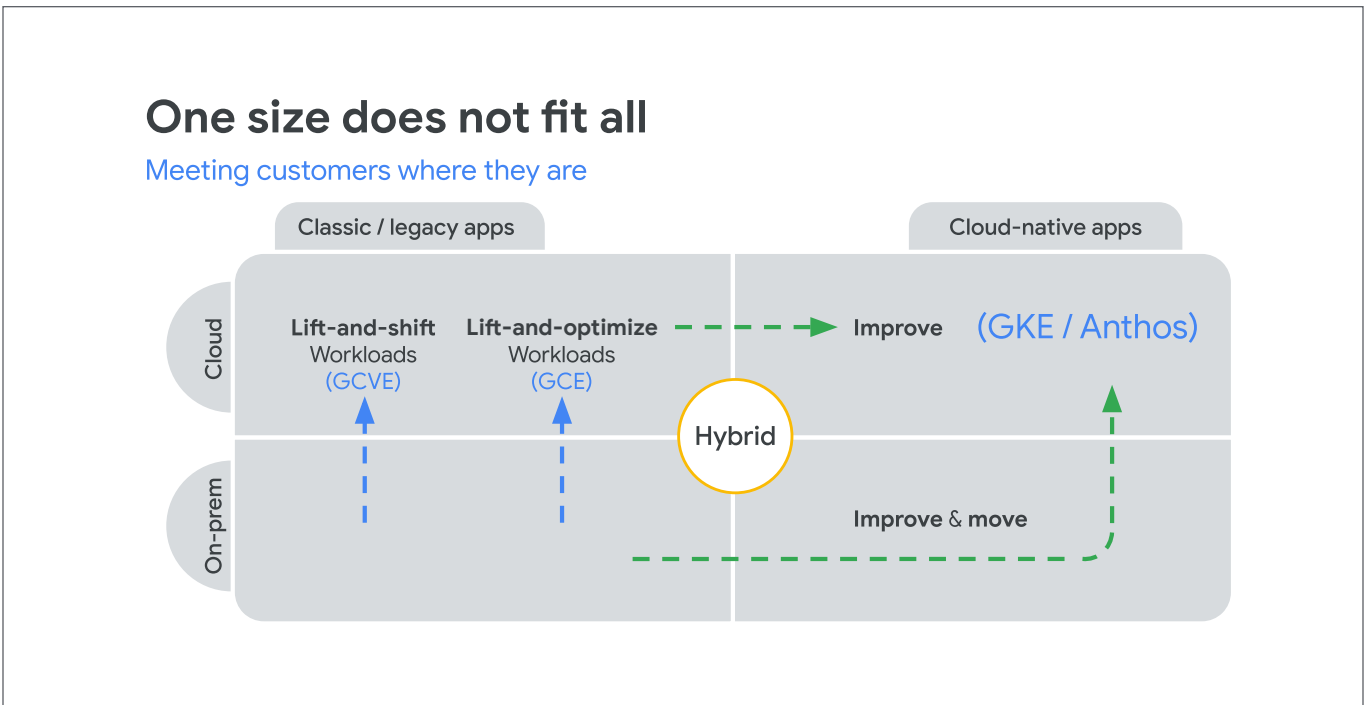 One size does not fit all
Meeting customers where they are
Classic / legacy apps
Cloud-native apps
Cloud
Lift-and-shift
Workloads
(GCVE)
Lift-and-optimize
Workloads
(GCE)
Improve
(GKE / Anthos)
Hybrid
On-prem
Improve & move